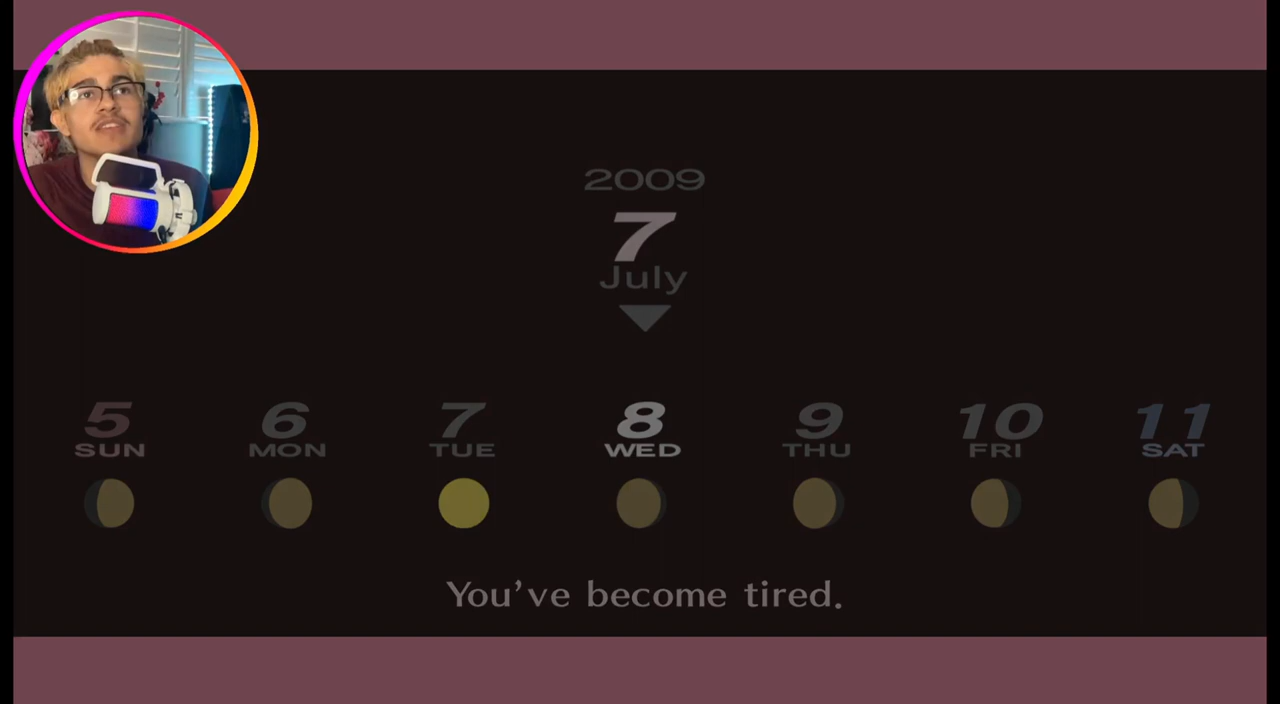 2009
7
July
5 6 7 8 9 10 11
SUN MON TUE WED THU FRI SAT
You've become tired.